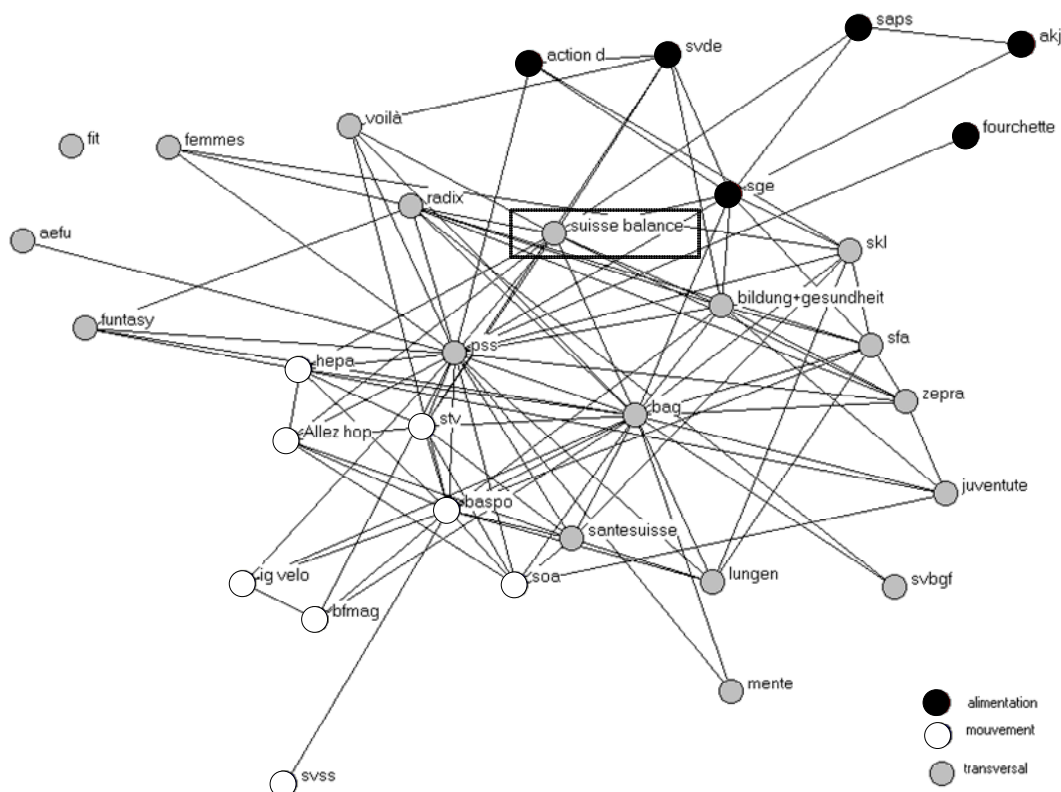 saps
akj
action d
svde
fourchette
voilà
fit
femmes
sge
radix
suisse balance
aefu
skl
bildung+gesundheit
funtasy
pss
sfa
hepa
zepra
bag
stv
Allez hop
juventute
baspo
santesuisse
ig velo
soa
lungen
svbgf
bfmag
mente
alimentation
mouvement
transversal
svss